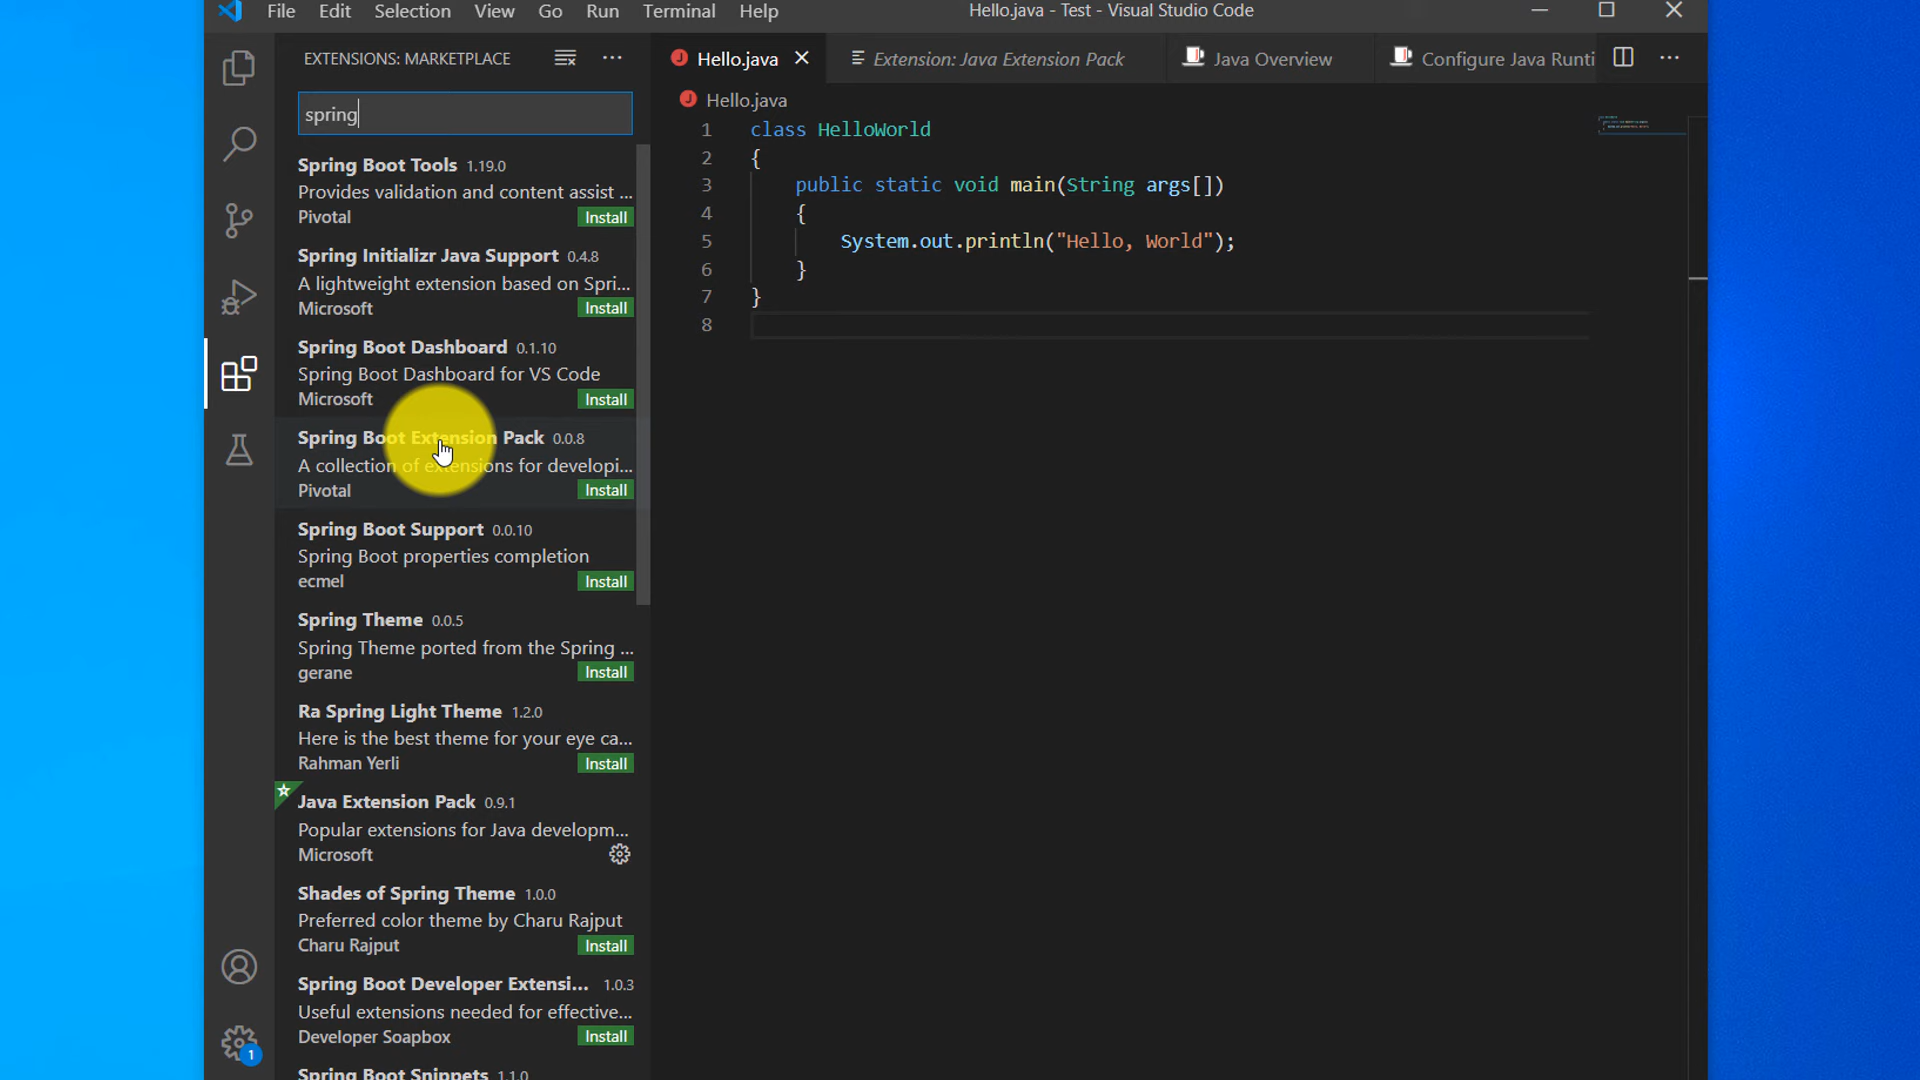 File Edit Selection View Go Run Terminal Help Hello.java - Test - Visual Studio Code
EXTENSIONS: MARKETPLACE
Hello.java Extension: Java Extension Pack Java Overview Configure Java Runti
spring
Spring Boot Tools 1.19.0
Provides validation and content assist ...
Pivotal Install
Spring Initializr Java Support 0.4.8
A lightweight extension based on Spri...
Microsoft Install
Spring Boot Dashboard 0.1.10
Spring Boot Dashboard for VS Code
Microsoft Install
Spring Boot Extension Pack 0.0.8
A collection of extensions for developi...
Pivotal Install
Spring Boot Support 0.0.10
Spring Boot properties completion
ecmel Install
Spring Theme 0.0.5
Spring Theme ported from the Spring ...
gerane Install
Ra Spring Light Theme 1.2.0
Here is the best theme for your eye ca...
Rahman Yerli Install
Java Extension Pack 0.9.1
Popular extensions for Java developm...
Microsoft
Shades of Spring Theme 1.0.0
Preferred color theme by Charu Rajput
Charu Rajput Install
Spring Boot Developer Extensi... 1.0.3
Useful extensions needed for effective...
Developer Soapbox Install
Spring Boot Snippets 1.1.0
1
Hello.java
1 class HelloWorld
2 {
3 public static void main(String args[])
4 {
5 System.out.println("Hello, World");
6 }
7 }
8